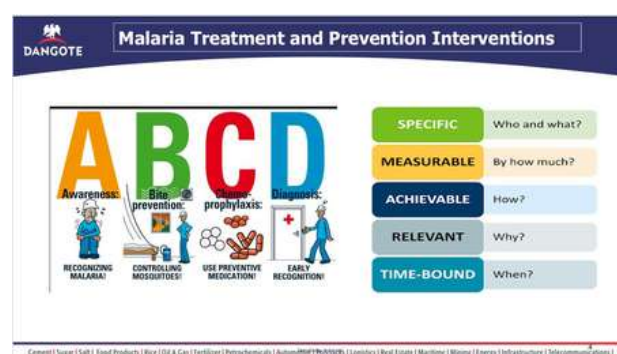 DANGOTE
Malaria Treatment and Prevention Interventions
A B C D
Awareness:
RECOGNIZING
MALARIA!
Bite
prevention:
CONTROLLING
MOSQUITOES!
Chemo-
prophylaxis:
USE PREVENTIVE
MEDICATION!
Diagnosis:
EARLY
RECOGNITION!
SPECIFIC Who and what?
MEASURABLE By how much?
ACHIEVABLE How?
RELEVANT Why?
TIME-BOUND When?
4
Cement | Sugar | Salt | Food Products | Rice | Oil & Gas | Fertilizer | Petrochemicals | Automotive | | Logistics | Real Estate | Maritime | Mining | Energy | Infrastructure | Telecommunications |